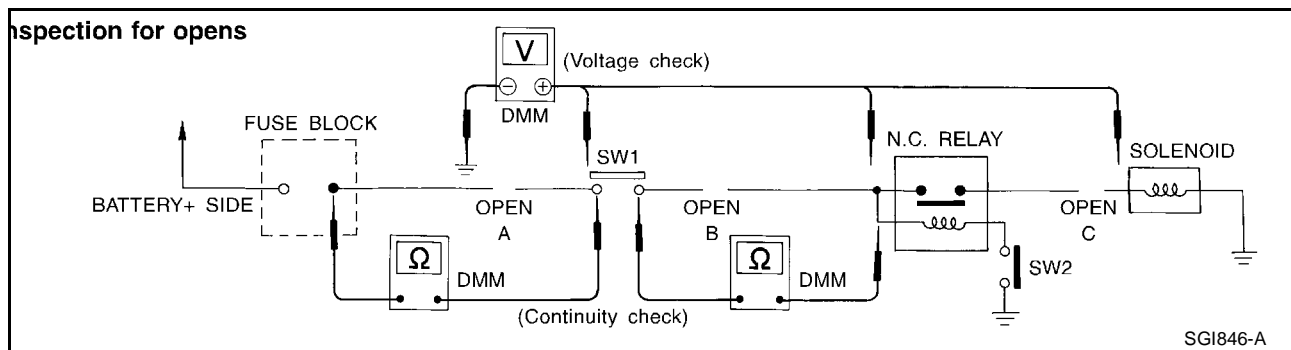 nspection for opens
V
(Voltage check)
DMM
FUSE BLOCK
SW1
N.C. RELAY
SOLENOID
BATTERY+ SIDE
OPEN
A
OPEN
B
OPEN
C
Ω
DMM
Ω
DMM
SW2
(Continuity check)
SGI846-A